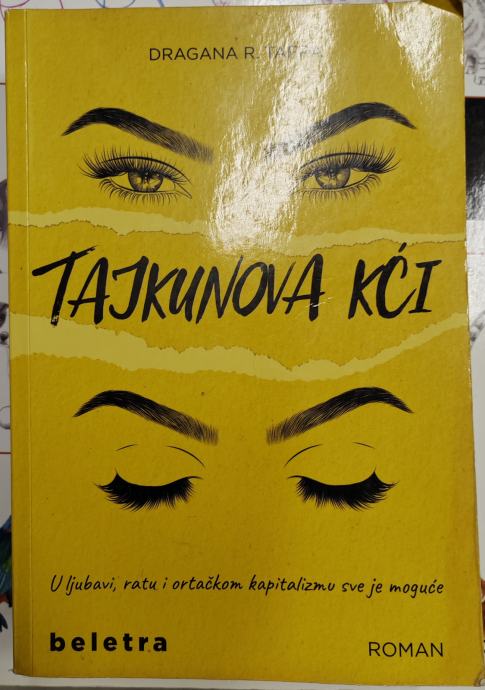 DRAGANA R.
TAJKUNOVA KĆI
U ljubavi, ratu i ortačkom kapitalizmu sve je moguće
beletra
ROMAN